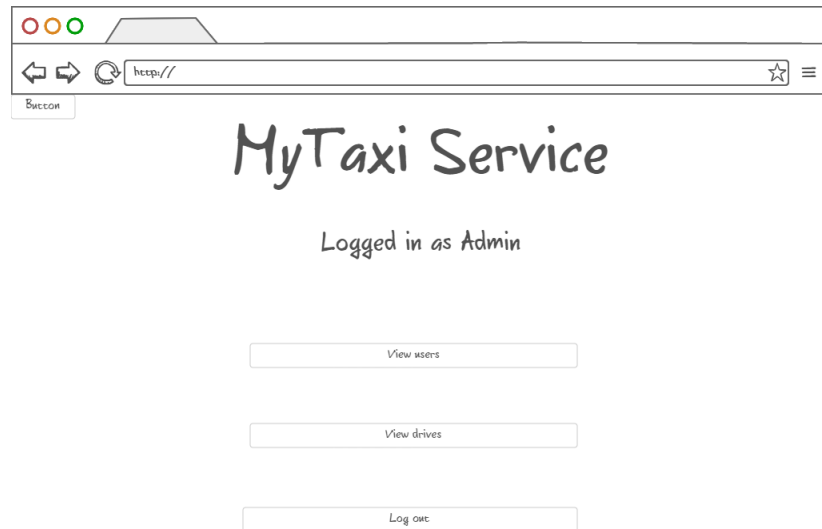 http://
Button
MyTaxi Service
Logged in as Admin
View users
View drives
Log out